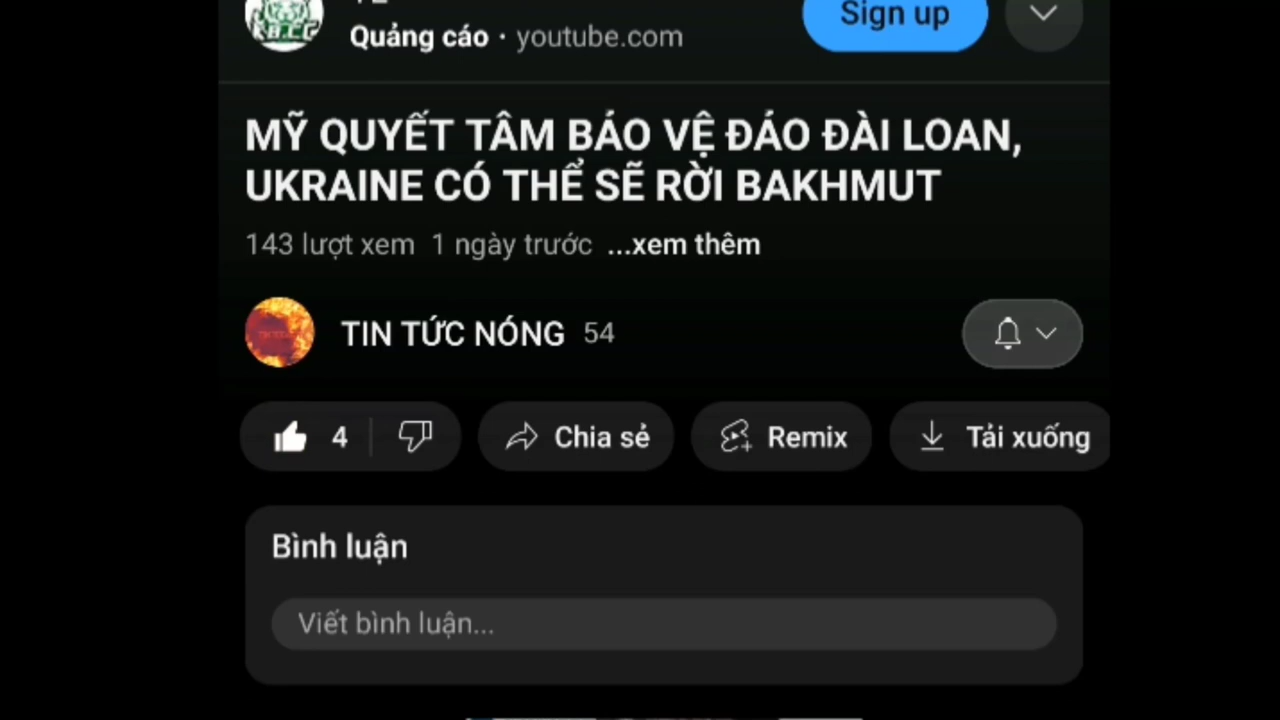 Sign up
Quảng cáo · youtube.com
MỸ QUYẾT TÂM BẢO VỆ ĐẢO ĐÀI LOAN,
UKRAINE CÓ THỂ SẼ RỜI BAKHMUT
143 lượt xem 1 ngày trước ...xem thêm
TIN TỨC NÓNG 54
4 Chia sẻ Remix Tải xuống
Bình luận
Viết bình luận...